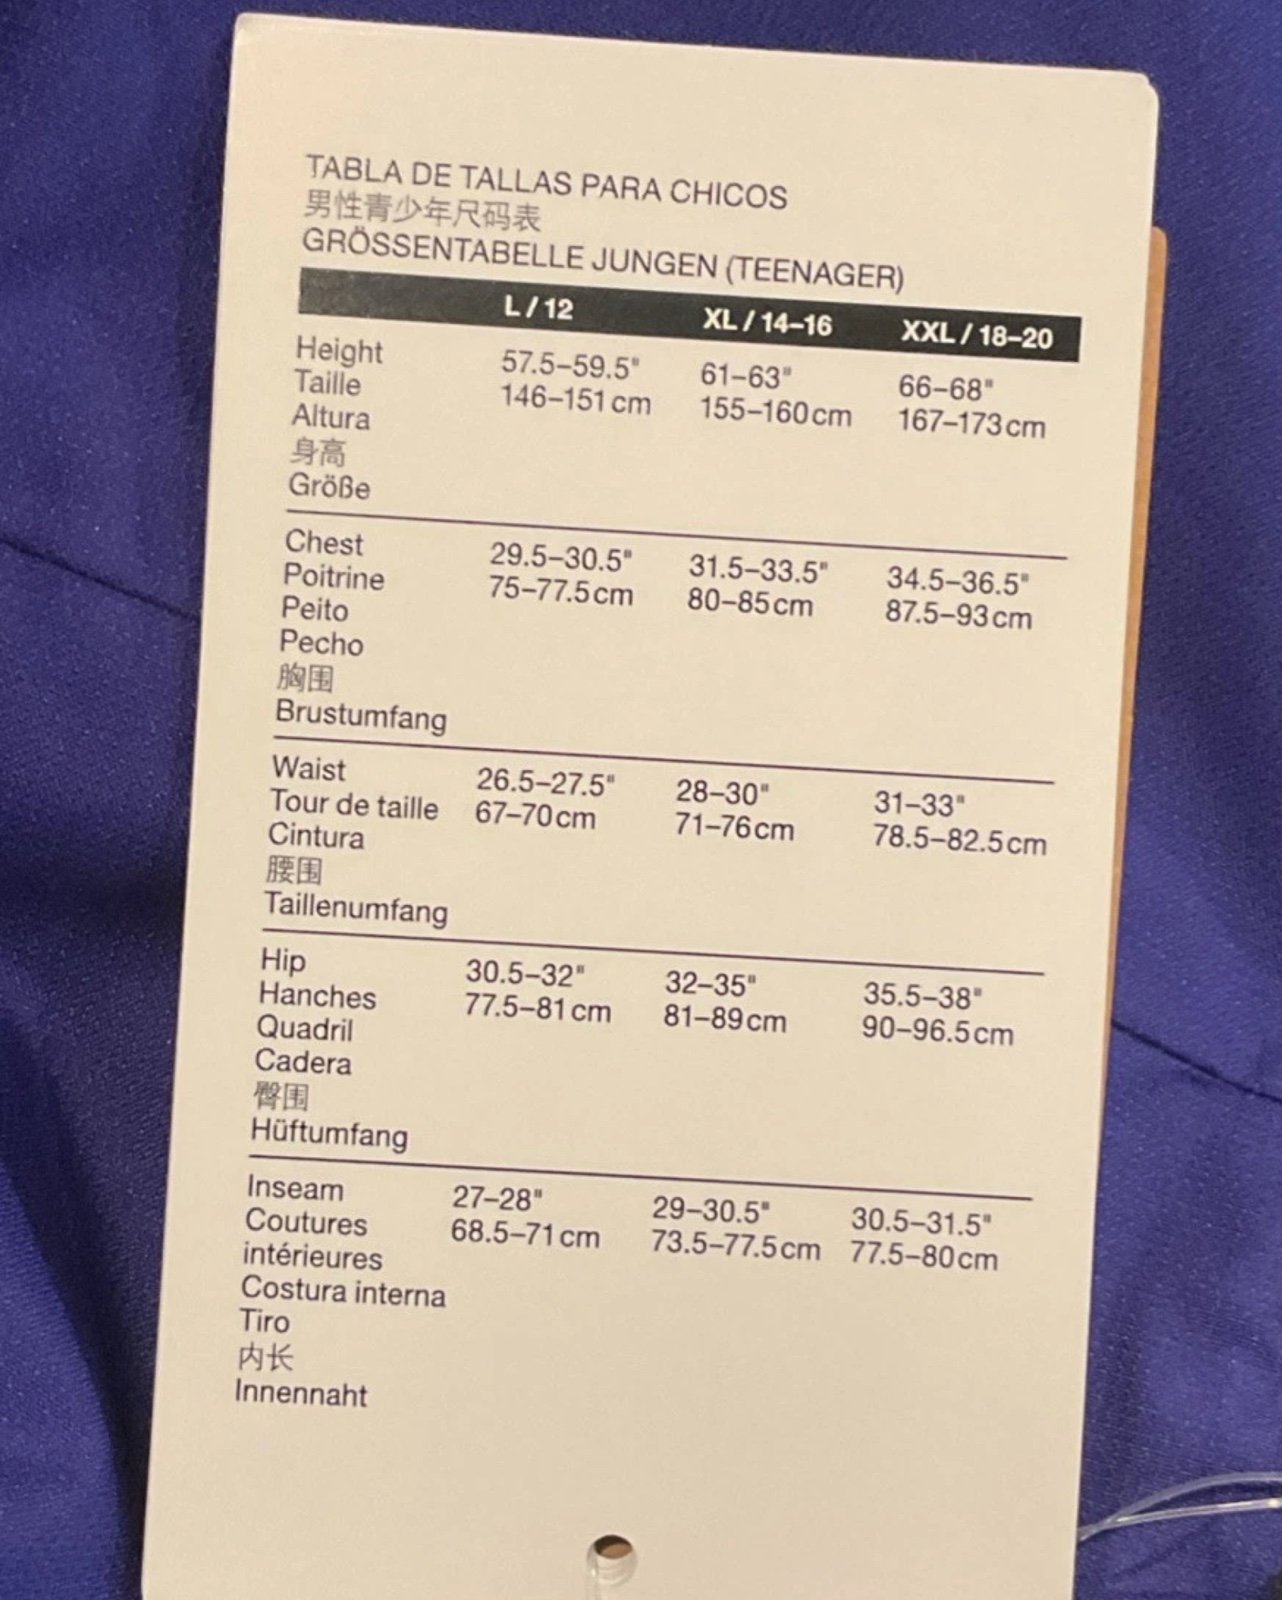 TABLA DE TALLAS PARA CHICOS
男性青少年尺码表
GRÖSSENTABELLE JUNGEN (TEENAGER)
L / 12 XL / 14–16 XXL / 18–20
Height 57.5–59.5" 61–63" 66–68"
Taille 146–151 cm 155–160 cm 167–173 cm
Altura
身高
Größe
Chest 29.5–30.5" 31.5–33.5" 34.5–36.5"
Poitrine 75–77.5 cm 80–85 cm 87.5–93 cm
Peito
Pecho
胸围
Brustumfang
Waist 26.5–27.5" 28–30" 31–33"
Tour de taille 67–70 cm 71–76 cm 78.5–82.5 cm
Cintura
腰围
Taillenumfang
Hip 30.5–32" 32–35" 35.5–38"
Hanches 77.5–81 cm 81–89 cm 90–96.5 cm
Quadril
Cadera
臀围
Hüftumfang
Inseam 27–28" 29–30.5" 30.5–31.5"
Coutures 68.5–71 cm 73.5–77.5 cm 77.5–80 cm
intérieures
Costura interna
Tiro
内长
Innennaht